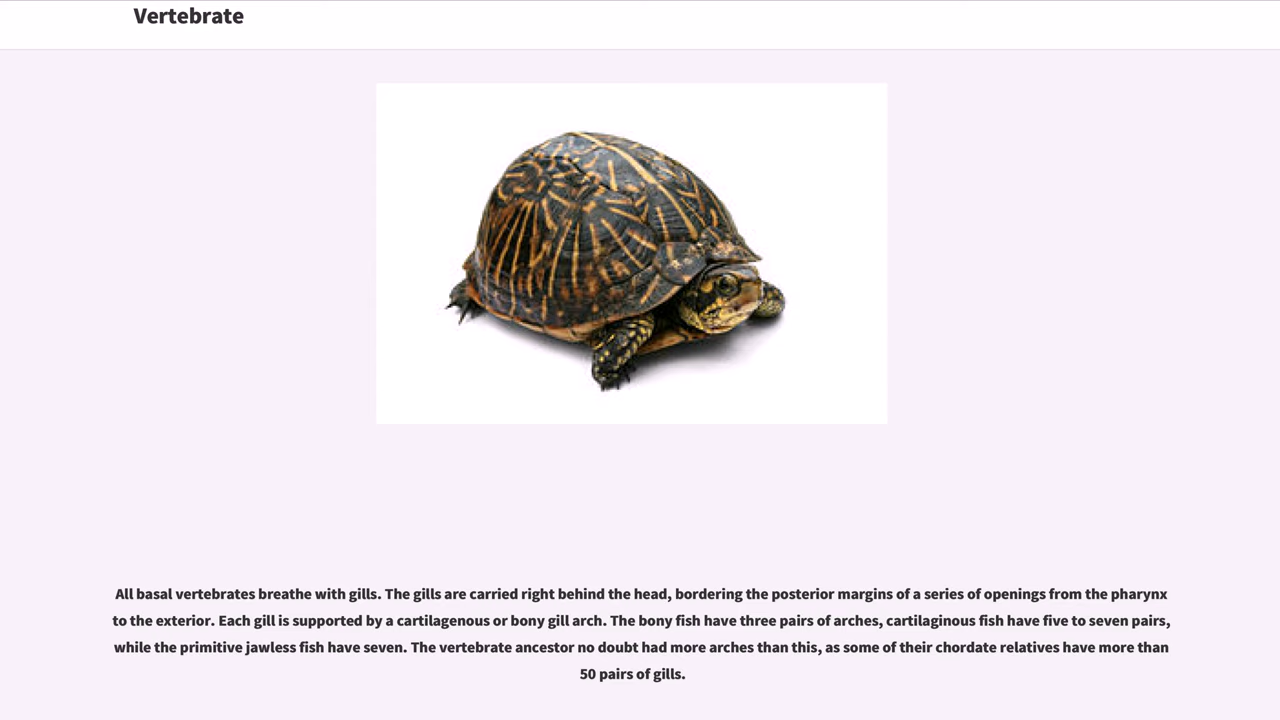 Vertebrate
All basal vertebrates breathe with gills. The gills are carried right behind the head, bordering the posterior margins of a series of openings from the pharynx
to the exterior. Each gill is supported by a cartilagenous or bony gill arch. The bony fish have three pairs of arches, cartilaginous fish have five to seven pairs,
while the primitive jawless fish have seven. The vertebrate ancestor no doubt had more arches than this, as some of their chordate relatives have more than
50 pairs of gills.